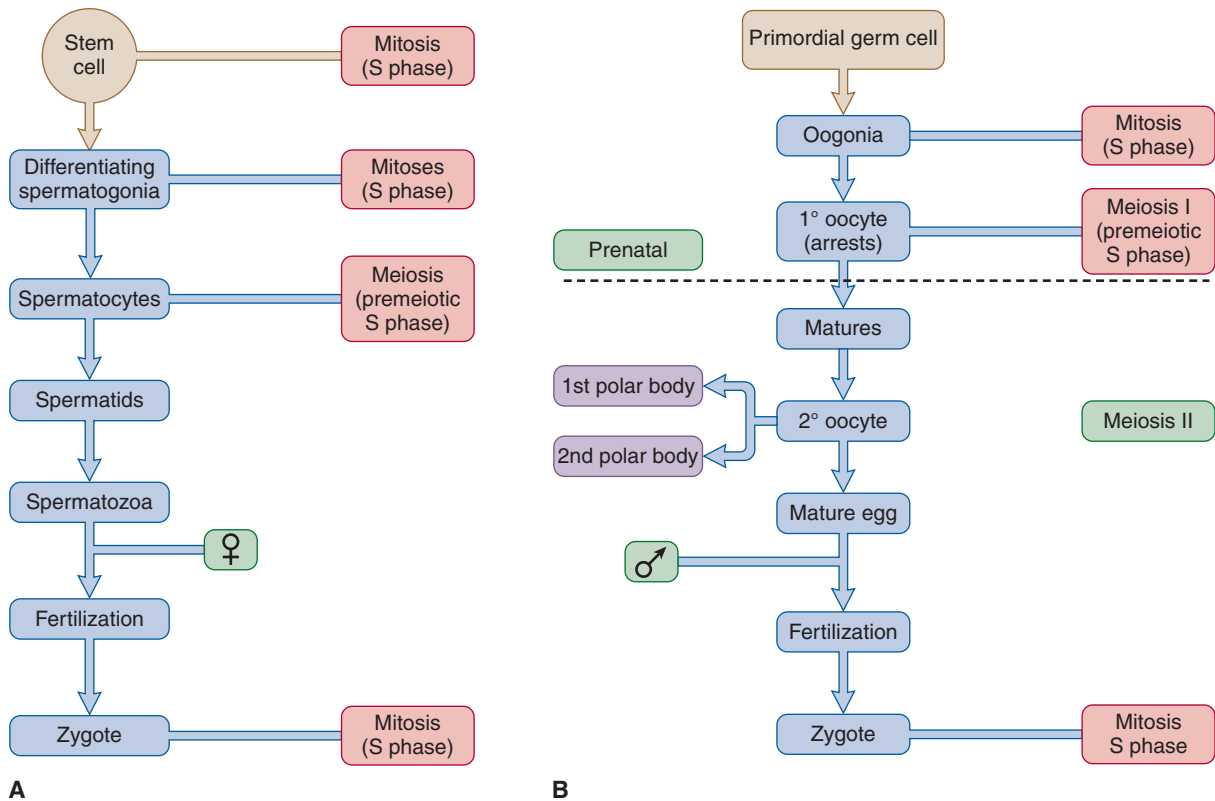 Stem
cell
Mitosis
(S phase)
Differentiating
spermatogonia
Mitoses
(S phase)
Spermatocytes
Meiosis
(premeiotic
S phase)
Spermatids
Spermatozoa
♀
Fertilization
Zygote
Mitosis
(S phase)
A
Primordial germ cell
Oogonia
Mitosis
(S phase)
1° oocyte
(arrests)
Meiosis I
(premeiotic
S phase)
Prenatal
Matures
1st polar body
2° oocyte
Meiosis II
2nd polar body
Mature egg
♂
Fertilization
Zygote
Mitosis
S phase
B